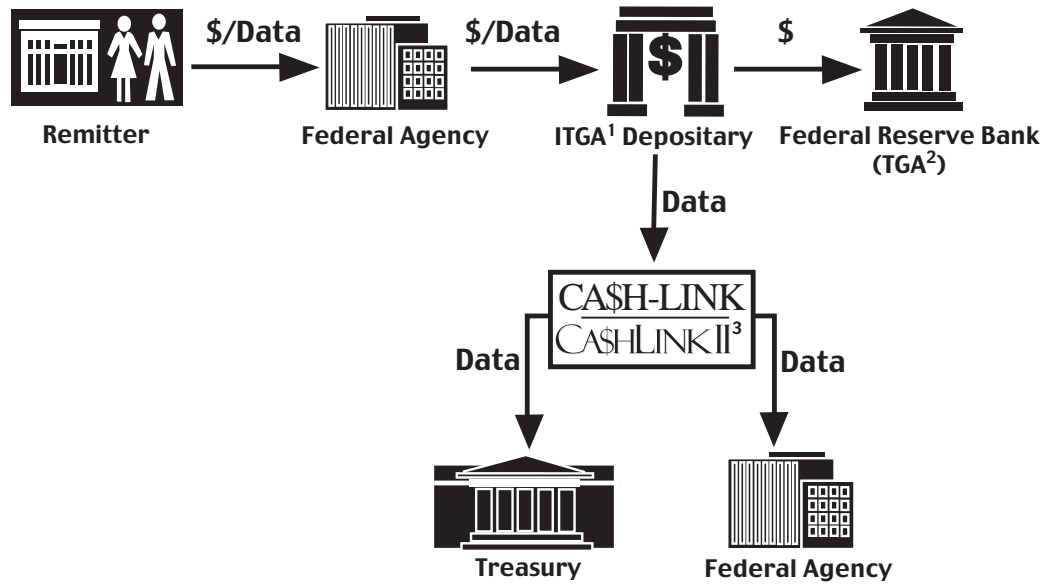 $/Data
$/Data
$
$
Remitter
Federal Agency
ITGA¹ Depositary
Federal Reserve Bank
(TGA²)
Data
CA$H-LINK
CA$HLINK II³
Data
Data
Treasury
Federal Agency